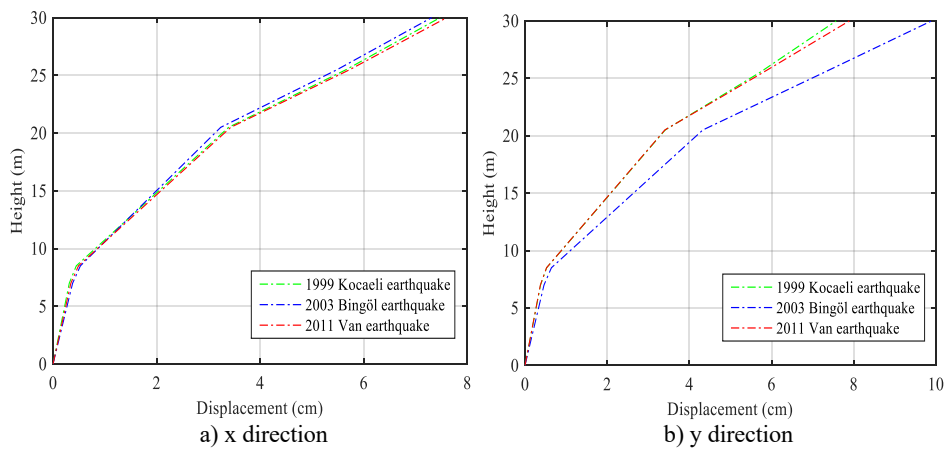 30
25
20
15
10
5
0
Height (m)
1999 Kocaeli earthquake
2003 Bingöl earthquake
2011 Van earthquake
0 2 4 6 8
Displacement (cm)
a) x direction
30
25
20
15
10
5
0
Height (m)
1999 Kocaeli earthquake
2003 Bingöl earthquake
2011 Van earthquake
0 2 4 6 8 10
Displacement (cm)
b) y direction